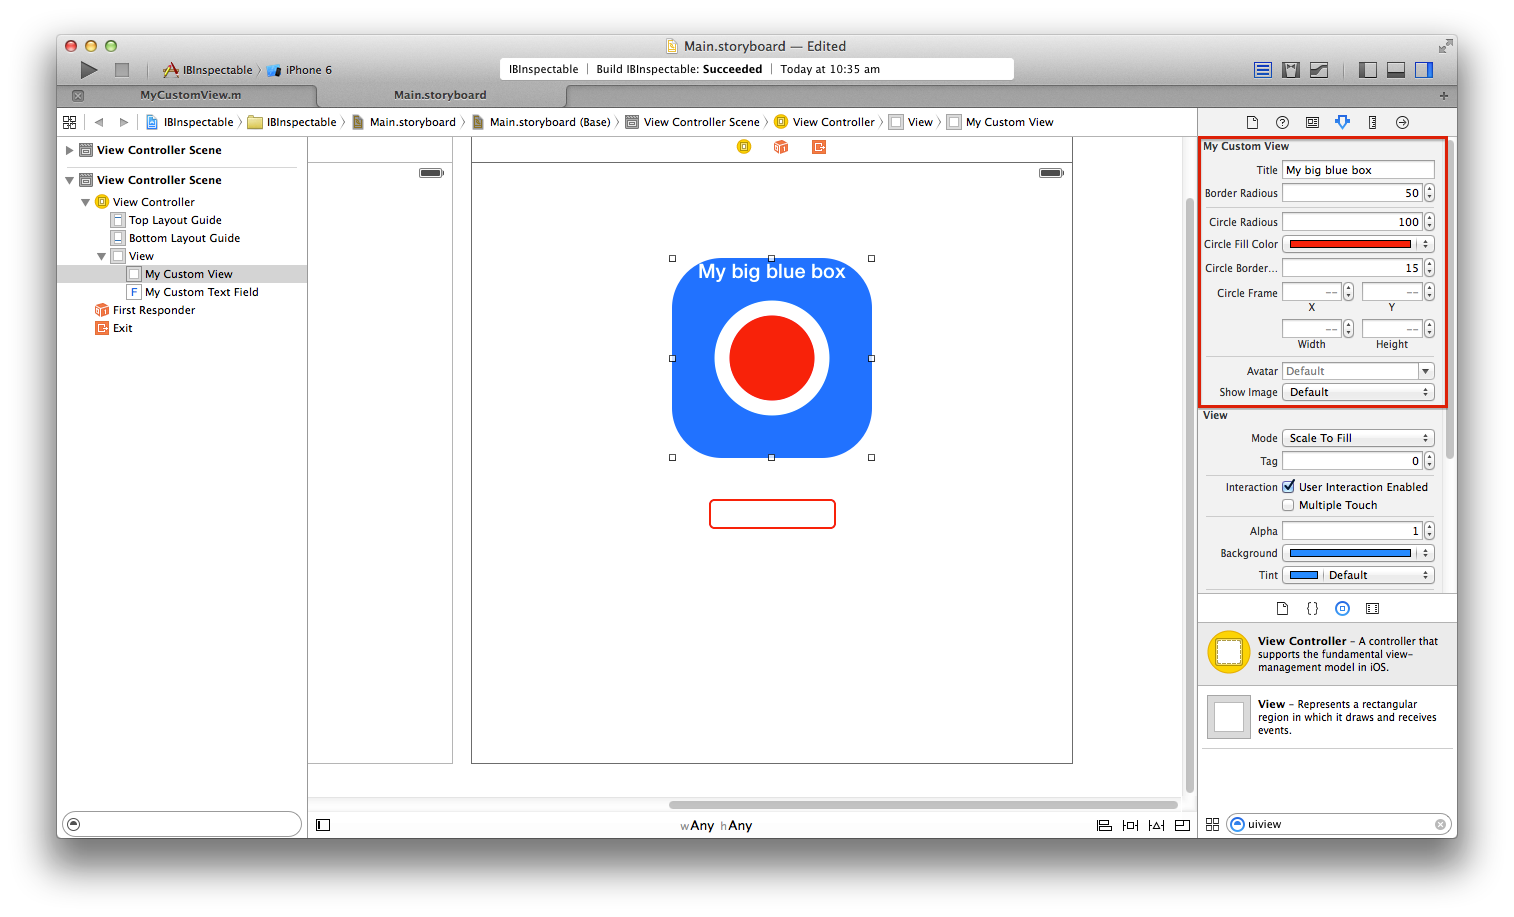 Main.storyboard — Edited
IBInspectable iPhone 6
IBInspectable Build IBInspectable: Succeeded Today at 10:35 am
MyCustomView.m
Main.storyboard
IBInspectable IBInspectable Main.storyboard Main.storyboard (Base) View Controller Scene View Controller View My Custom View
View Controller Scene
View Controller Scene
View Controller
Top Layout Guide
Bottom Layout Guide
View
My Custom View
F My Custom Text Field
First Responder
Exit
My big blue box
wAny hAny
My Custom View
Title My big blue box
Border Radious 50
Circle Radious 100
Circle Fill Color
Circle Border... 15
Circle Frame -- --
X Y
-- --
Width Height
Avatar Default
Show Image Default
View
Mode Scale To Fill
Tag 0
Interaction User Interaction Enabled
Multiple Touch
Alpha 1
Background
Tint Default
View Controller – A controller that
supports the fundamental view-
management model in iOS.
View – Represents a rectangular
region in which it draws and receives
events.
uiview